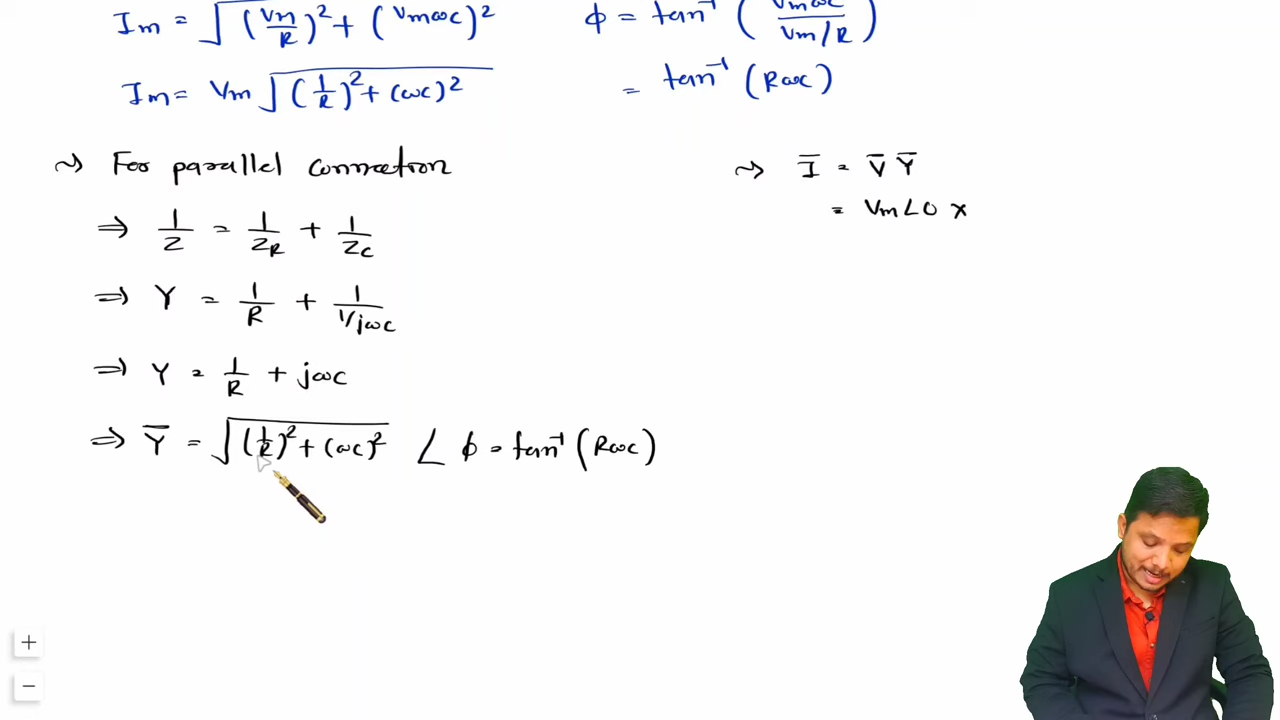 Im = √(Vm/R)² + (Vmωc)²
Φ = tan⁻¹ (Vmωc / Vm/R)
Im = Vm √(1/R)² + (ωc)²
= tan⁻¹ (Rωc)
~> For parallel connection
⇒ 1/Z = 1/ZR + 1/ZC
⇒ Y = 1/R + 1/(1/jωc)
⇒ Y = 1/R + jωc
⇒ Y̅ = √(1/R)² + (ωc)² ∠ Φ = tan⁻¹ (Rωc)
~> I̅ = V̅ Y̅
= Vm∠0 ×
+
−